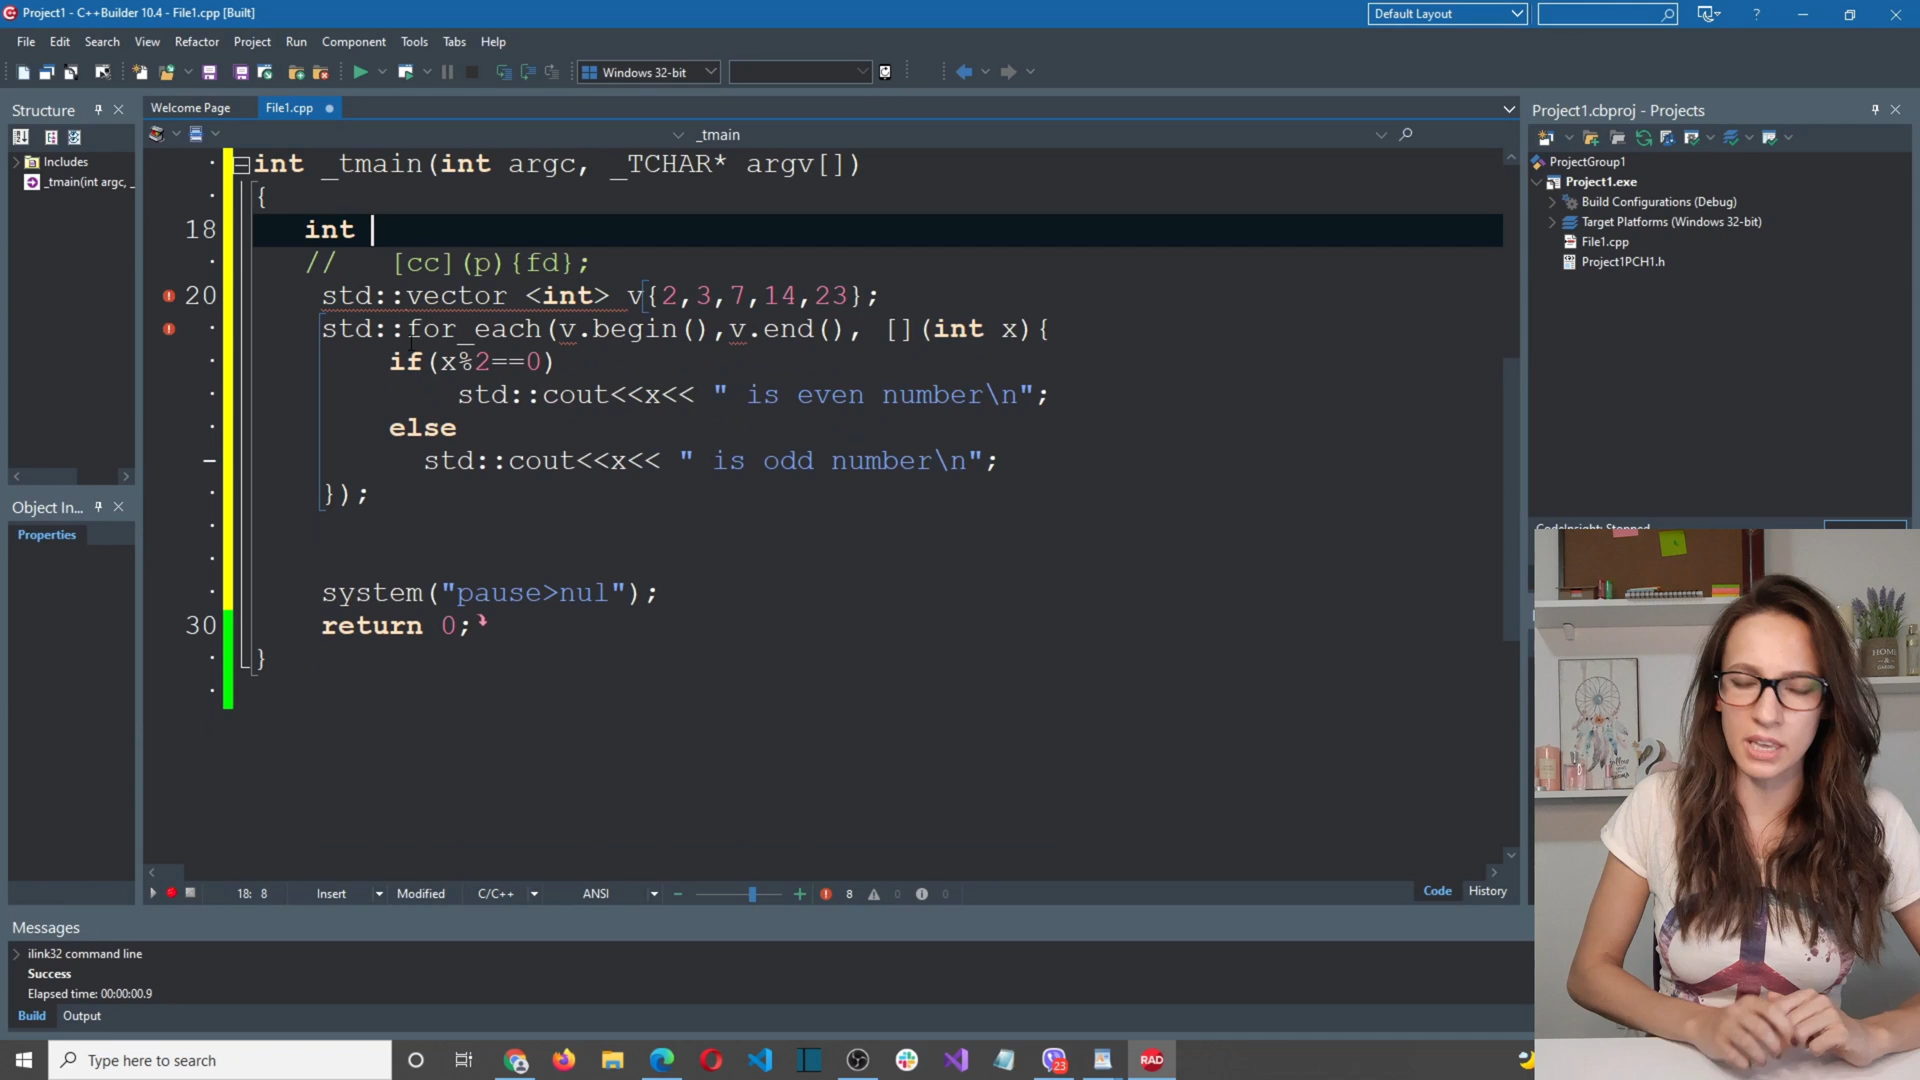 Project1 - C++Builder 10.4 - File1.cpp [Built]
Default Layout
File Edit Search View Refactor Project Run Component Tools Tabs Help
Windows 32-bit
Structure
Welcome Page
File1.cpp
Project1.cbproj - Projects
_tmain
Includes
_tmain(int argc, _
ProjectGroup1
Project1.exe
Build Configurations (Debug)
Target Platforms (Windows 32-bit)
File1.cpp
Project1PCH1.h
int _tmain(int argc, _TCHAR* argv[])
{
18 int
// [cc](p){fd};
20 std::vector <int> v{2,3,7,14,23};
std::for_each(v.begin(),v.end(), [](int x){
if(x%2==0)
std::cout<<x<< " is even number\n";
else
std::cout<<x<< " is odd number\n";
});
system("pause>nul");
30 return 0;
}
Object In...
Properties
CodeInsight: Stopped
HOME
&
GARDEN
18: 8 Insert Modified C/C++ ANSI 8 0 0
Code History
Messages
ilink32 command line
Success
Elapsed time: 00:00:00.9
Build Output
Type here to search
23
RAD